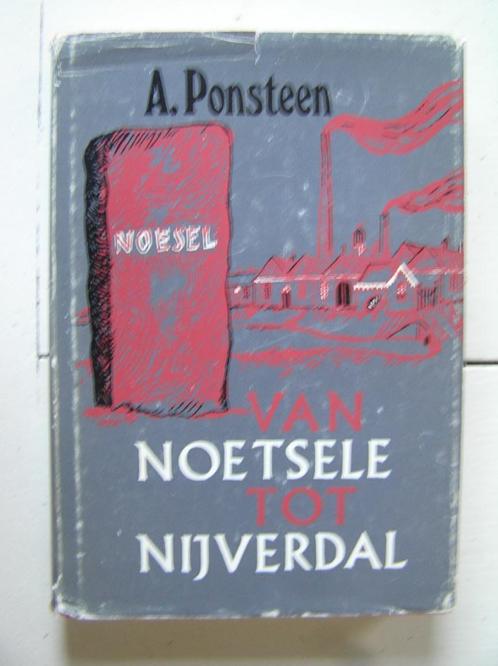 A. Ponsteen
NOESEL
VAN
NOETSELE
TOT
NIJVERDAL